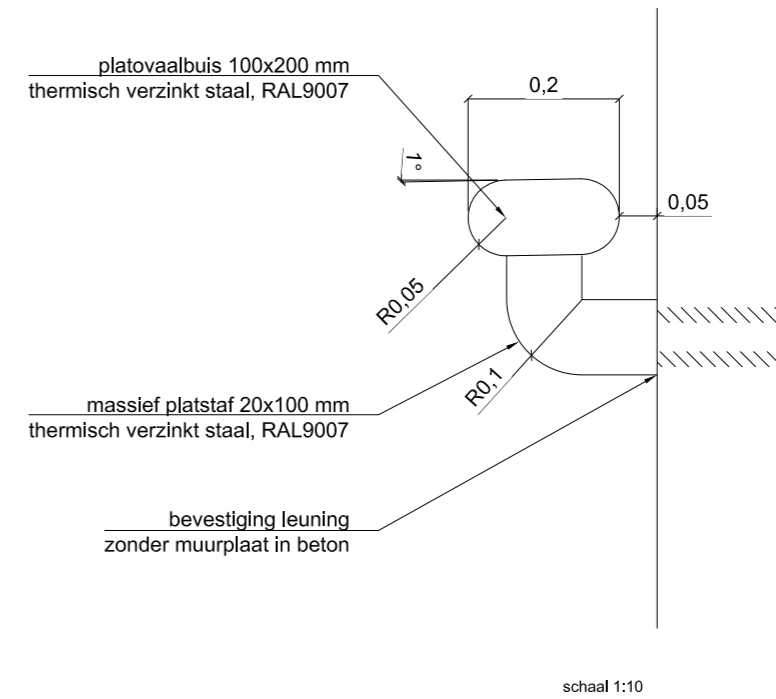 platovaalbuis 100x200 mm
thermisch verzinkt staal, RAL9007
0,2
1°
0,05
R0,05
R0,1
massief platstaf 20x100 mm
thermisch verzinkt staal, RAL9007
bevestiging leuning
zonder muurplaat in beton
schaal 1:10